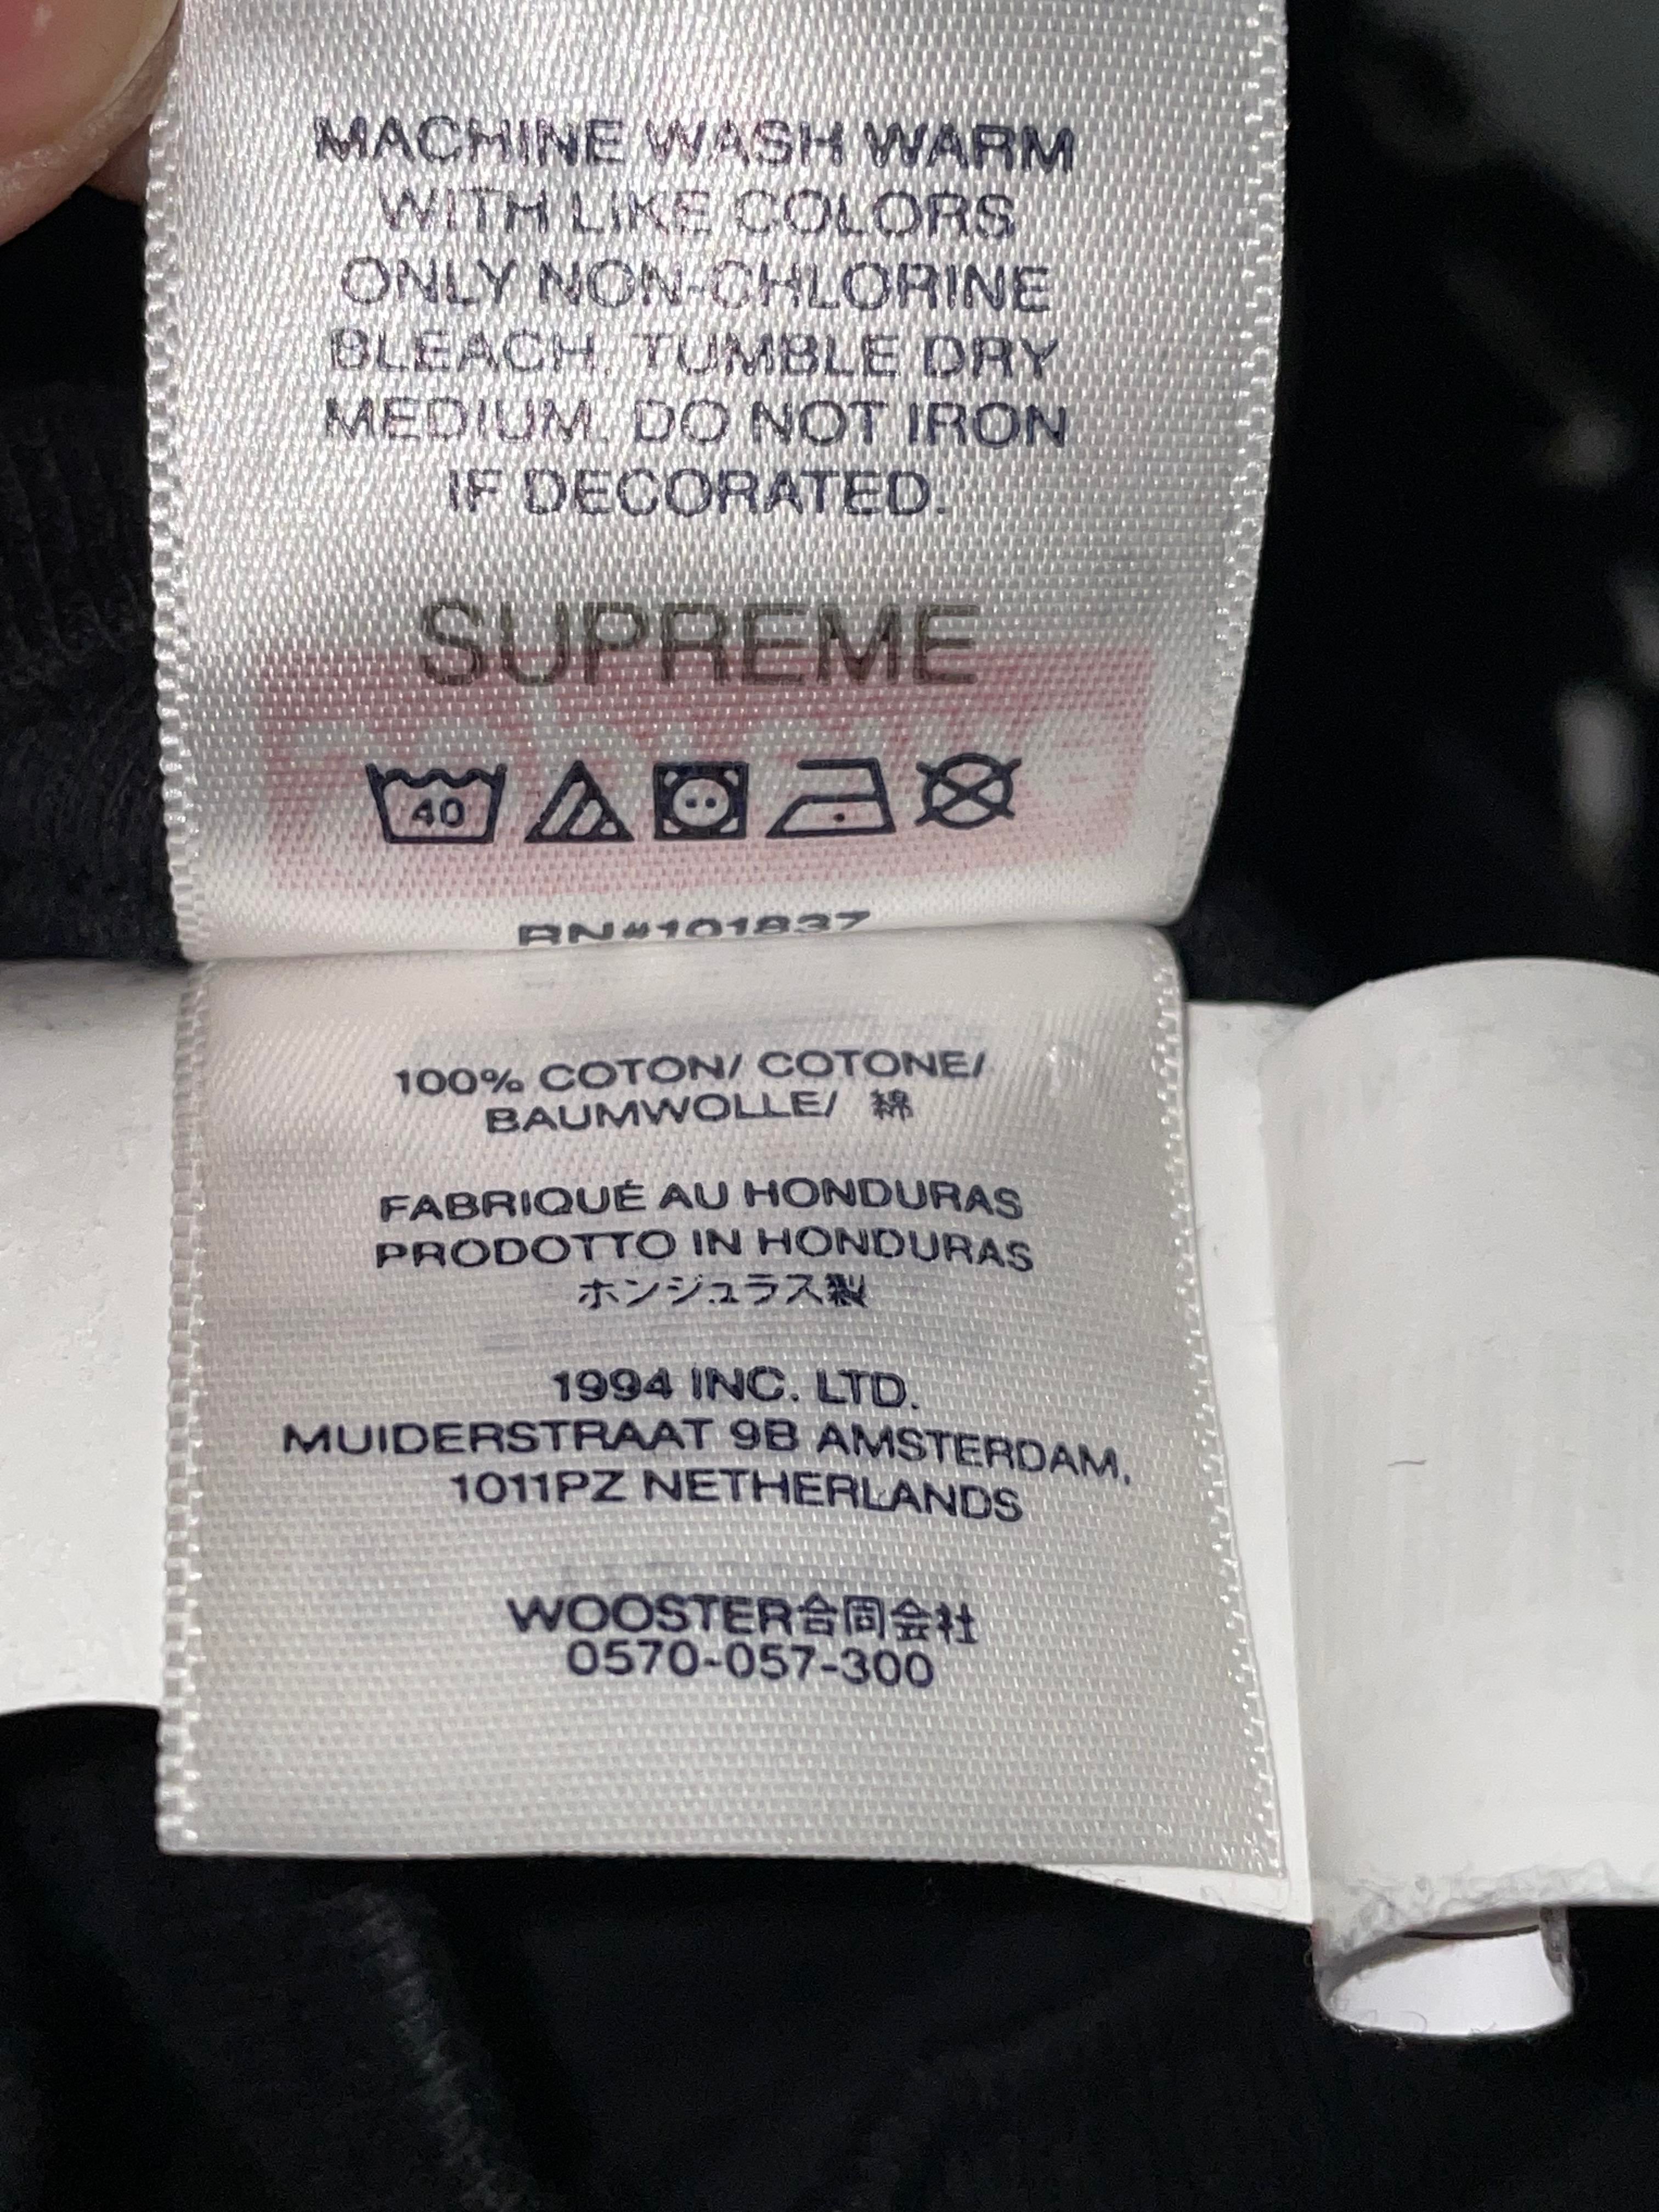 MACHINE WASH WARM
WITH LIKE COLORS
ONLY NON-CHLORINE
BLEACH. TUMBLE DRY
MEDIUM. DO NOT IRON
IF DECORATED.
SUPREME
40
RN#101837
100% COTON/ COTONE/
BAUMWOLLE/ 綿
FABRIQUÉ AU HONDURAS
PRODOTTO IN HONDURAS
ホンジュラス製
1994 INC. LTD.
MUIDERSTRAAT 9B AMSTERDAM,
1011PZ NETHERLANDS
WOOSTER合同会社
0570-057-300